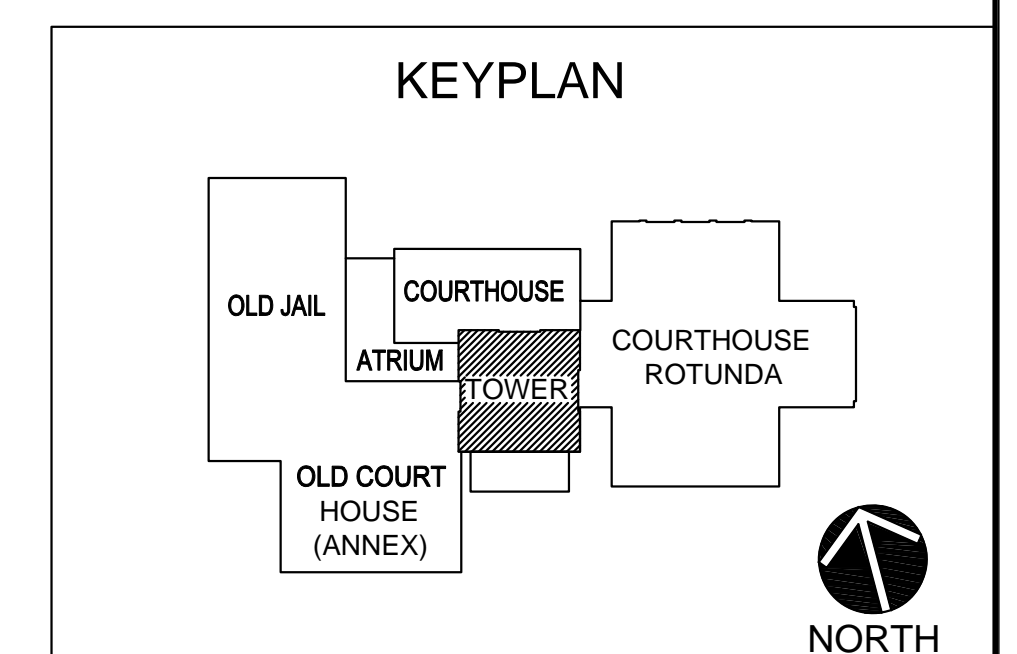 KEYPLAN
OLD JAIL
COURTHOUSE
ATRIUM
TOWER
COURTHOUSE
ROTUNDA
OLD COURT
HOUSE
(ANNEX)
NORTH